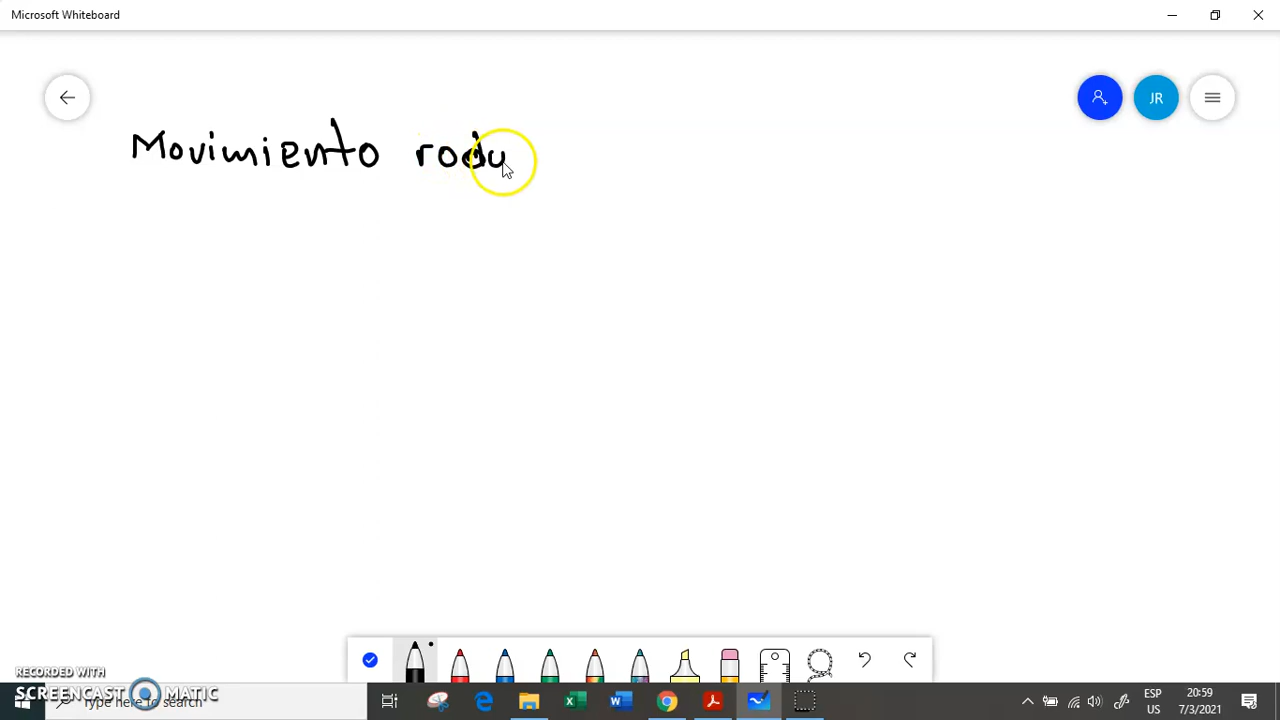 Microsoft Whiteboard
JR
Movimiento rodu
RECORDED WITH
SCREENCAST MATIC
Type here to search
ESP
US
20:59
7/3/2021